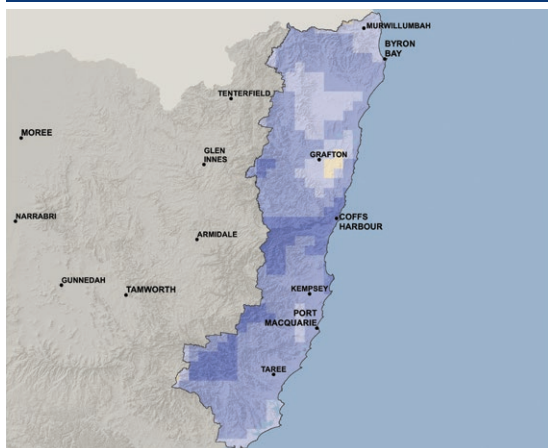 MURWILLUMBAH
BYRON
BAY
TENTERFIELD
MOREE
GLEN
INNES
GRAFTON
NARRABRI
COFFS
HARBOUR
ARMIDALE
GUNNEDAH
TAMWORTH
KEMPSEY
PORT
MACQUARIE
TAREE